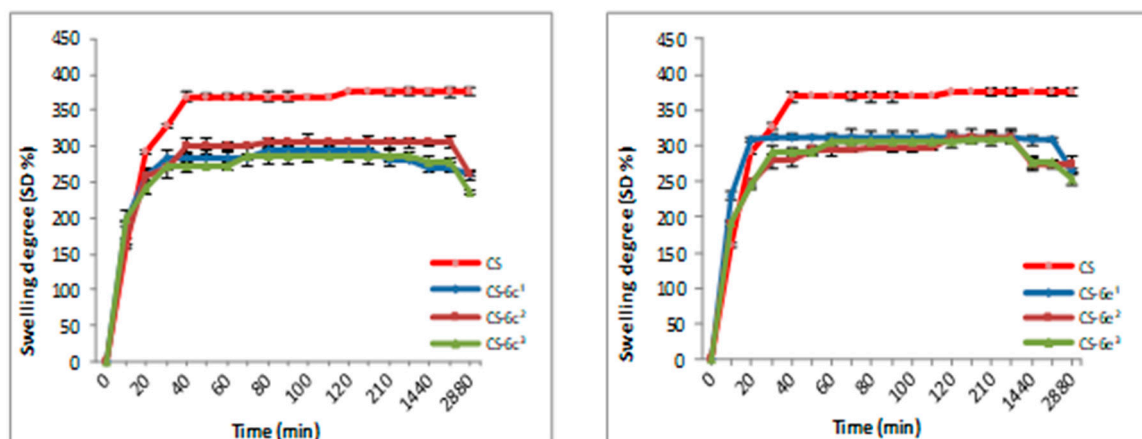 450
400
350
300
250
200
150
100
50
0
Swelling degree (SD %)
CS
CS-6c¹
CS-6c²
CS-6c³
0 20 40 60 80 100 120 210 1440 2880
Time (min)
450
400
350
300
250
200
150
100
50
0
Swelling degree (SD %)
CS
CS-6e¹
CS-6e²
CS-6e³
0 20 40 60 80 100 120 210 1440 2880
Time (min)